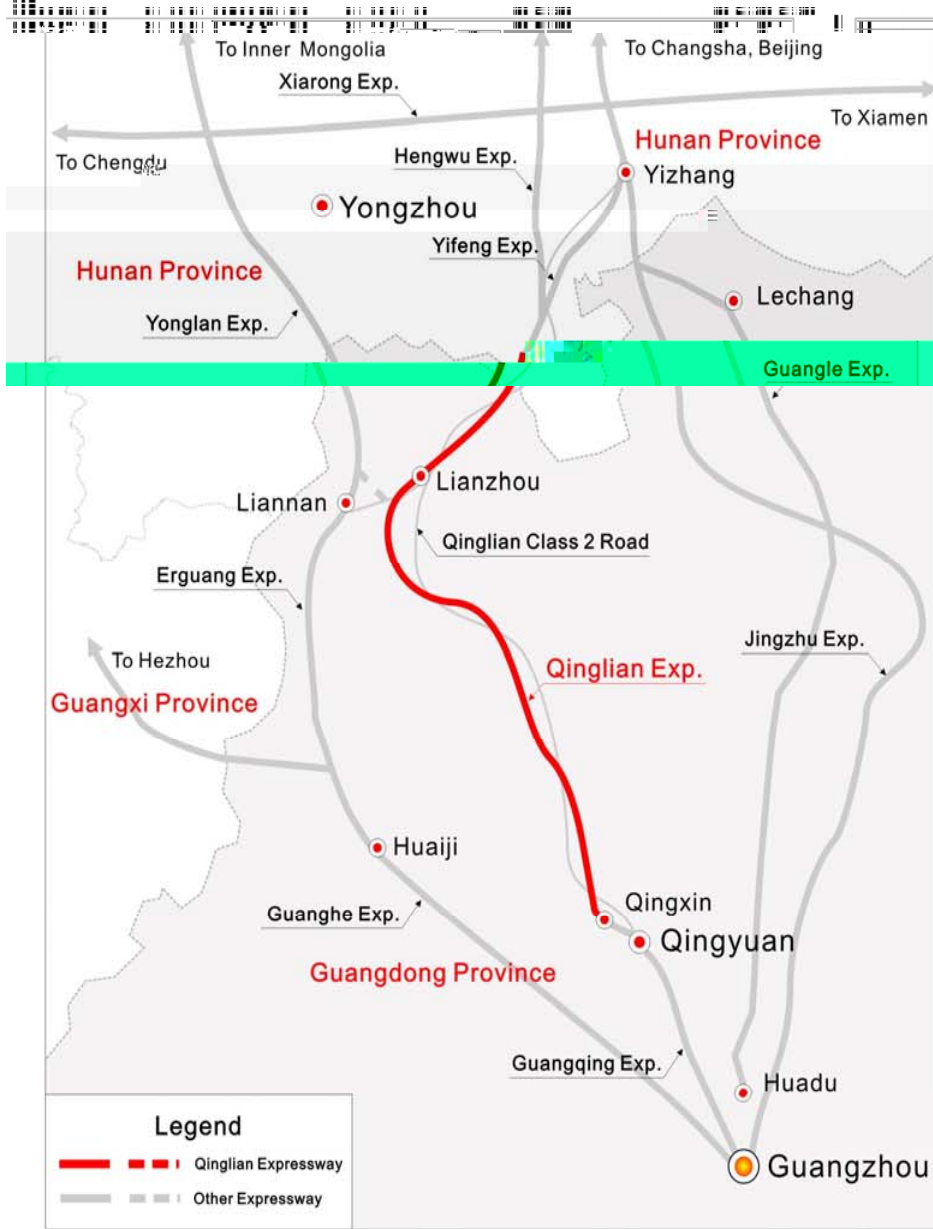 To Inner Mongolia
To Changsha, Beijing
Xiarong Exp.
To Xiamen
To Chengdu
Hengwu Exp.
Hunan Province
Yizhang
Yongzhou
Yifeng Exp.
Hunan Province
Lechang
Yonglan Exp.
Guangle Exp.
Lianzhou
Liannan
Qinglian Class 2 Road
Erguang Exp.
Jingzhu Exp.
To Hezhou
Qinglian Exp.
Guangxi Province
Huaiji
Qingxin
Guanghe Exp.
Qingyuan
Guangdong Province
Guangqing Exp.
Huadu
Legend
Qinglian Expressway
Guangzhou
Other Expressway